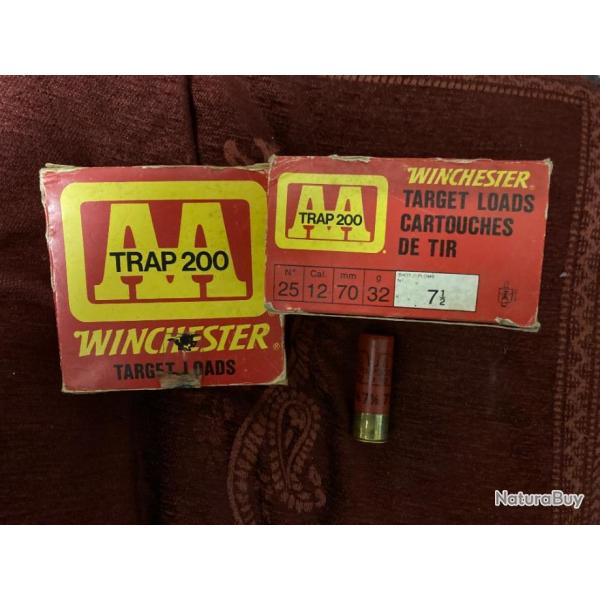 AA
TRAP 200
WINCHESTER®
TARGET LOADS
AA
TRAP 200
WINCHESTER®
TARGET LOADS
CARTOUCHES
DE TIR
N° Cal. mm g
25 12 70 32 7½
NaturaBuy